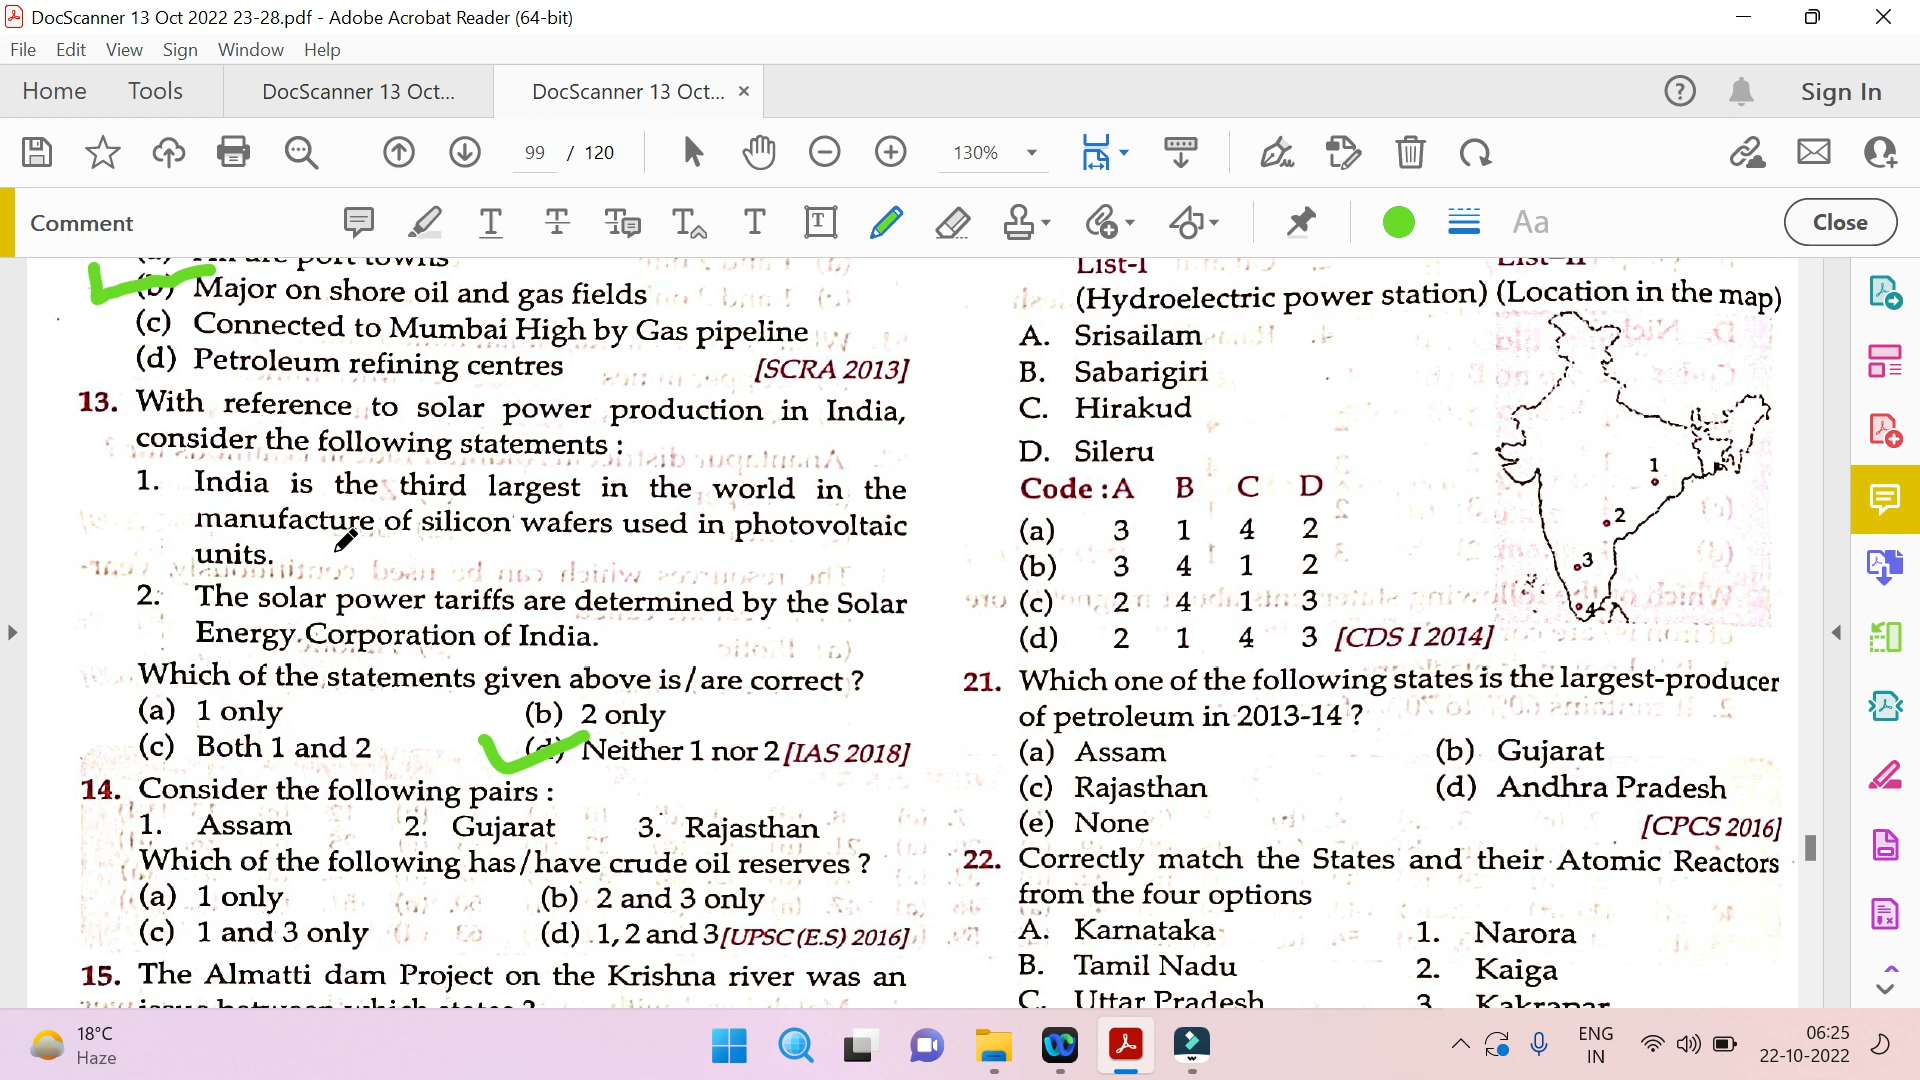 DocScanner 13 Oct 2022 23-28.pdf - Adobe Acrobat Reader (64-bit)
File Edit View Sign Window Help
Home Tools DocScanner 13 Oct... DocScanner 13 Oct... × Sign In
99 / 120 130%
Comment Aa Close
(b) Major on shore oil and gas fields
(c) Connected to Mumbai High by Gas pipeline
(d) Petroleum refining centres [SCRA 2013]
13. With reference to solar power production in India,
consider the following statements :
1. India is the third largest in the world in the
manufacture of silicon wafers used in photovoltaic
units.
2. The solar power tariffs are determined by the Solar
Energy Corporation of India.
Which of the statements given above is/are correct ?
(a) 1 only (b) 2 only
(c) Both 1 and 2 (d) Neither 1 nor 2 [IAS 2018]
14. Consider the following pairs :
1. Assam 2. Gujarat 3. Rajasthan
Which of the following has/have crude oil reserves ?
(a) 1 only (b) 2 and 3 only
(c) 1 and 3 only (d) 1, 2 and 3 [UPSC (E.S) 2016]
15. The Almatti dam Project on the Krishna river was an
issue between which states ?
List-I List-II
(Hydroelectric power station) (Location in the map)
A. Srisailam
B. Sabarigiri
C. Hirakud
D. Sileru
1
2
3
4
Code : A B C D
(a) 3 1 4 2
(b) 3 4 1 2
(c) 2 4 1 3
(d) 2 1 4 3 [CDS I 2014]
21. Which one of the following states is the largest-producer
of petroleum in 2013-14 ?
(a) Assam (b) Gujarat
(c) Rajasthan (d) Andhra Pradesh
(e) None [CPCS 2016]
22. Correctly match the States and their Atomic Reactors
from the four options
A. Karnataka 1. Narora
B. Tamil Nadu 2. Kaiga
C. Uttar Pradesh 3. Kakrapar
18°C
Haze
ENG
IN
06:25
22-10-2022